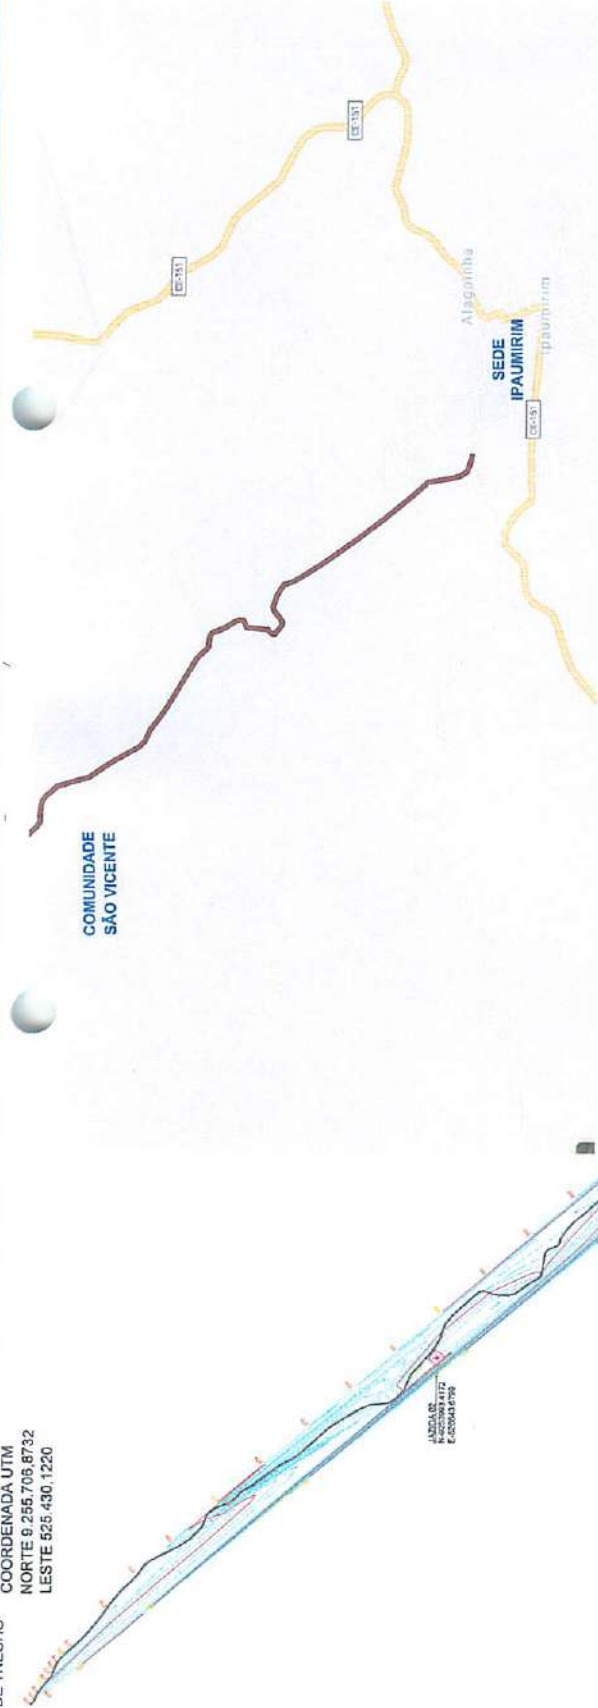 COORDENADA UTM
NORTE 9.255.706,8732
LESTE 525.430,1220
JAZIDA 02
COMUNIDADE
SÃO VICENTE
CE-151
CE-151
Alagoinha
SEDE
IPAUMIRIM
Ipaumirim
CE-151